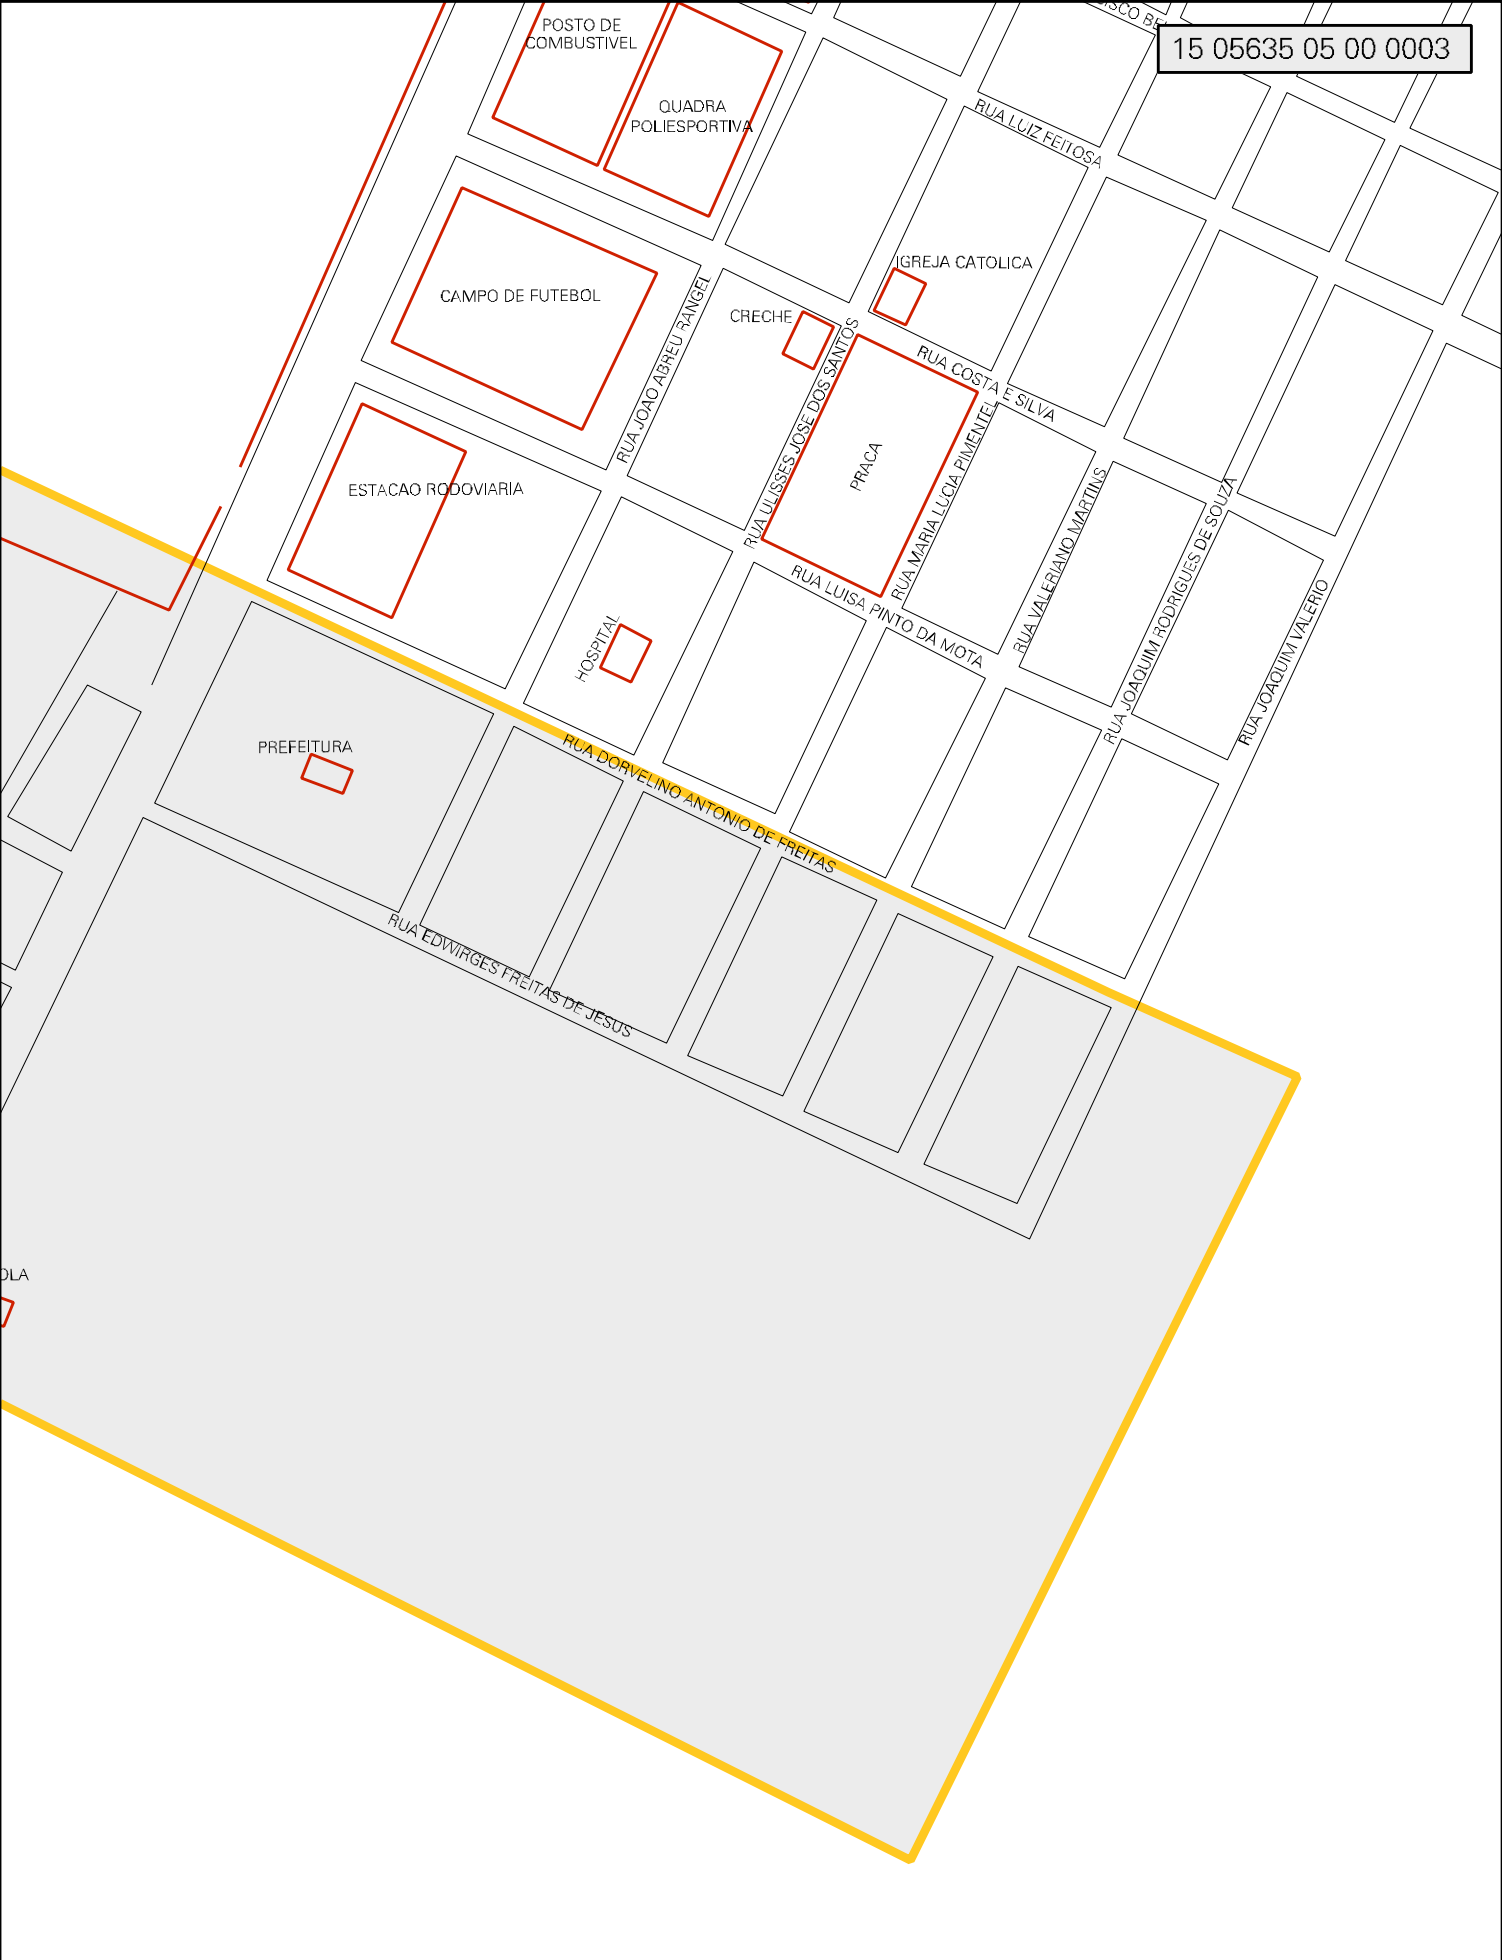 15 05635 05 00 0003
POSTO DE
COMBUSTIVEL
QUADRA
POLIESPORTIVA
RUA LUIZ FEITOSA
IGREJA CATOLICA
CAMPO DE FUTEBOL
CRECHE
RUA JOAO ABREU RANGEL
RUA ULISSES JOSE DOS SANTOS
RUA COSTA E SILVA
PRACA
RUA MARIA LUCIA PIMENTEL
ESTACAO RODOVIARIA
RUA VALERIANO MARTINS
RUA JOAQUIM RODRIGUES DE SOUZA
RUA JOAQUIM VALERIO
RUA LUISA PINTO DA MOTA
HOSPITAL
PREFEITURA
RUA DORVELINO ANTONIO DE FREITAS
RUA EDWIRGES FREITAS DE JESUS